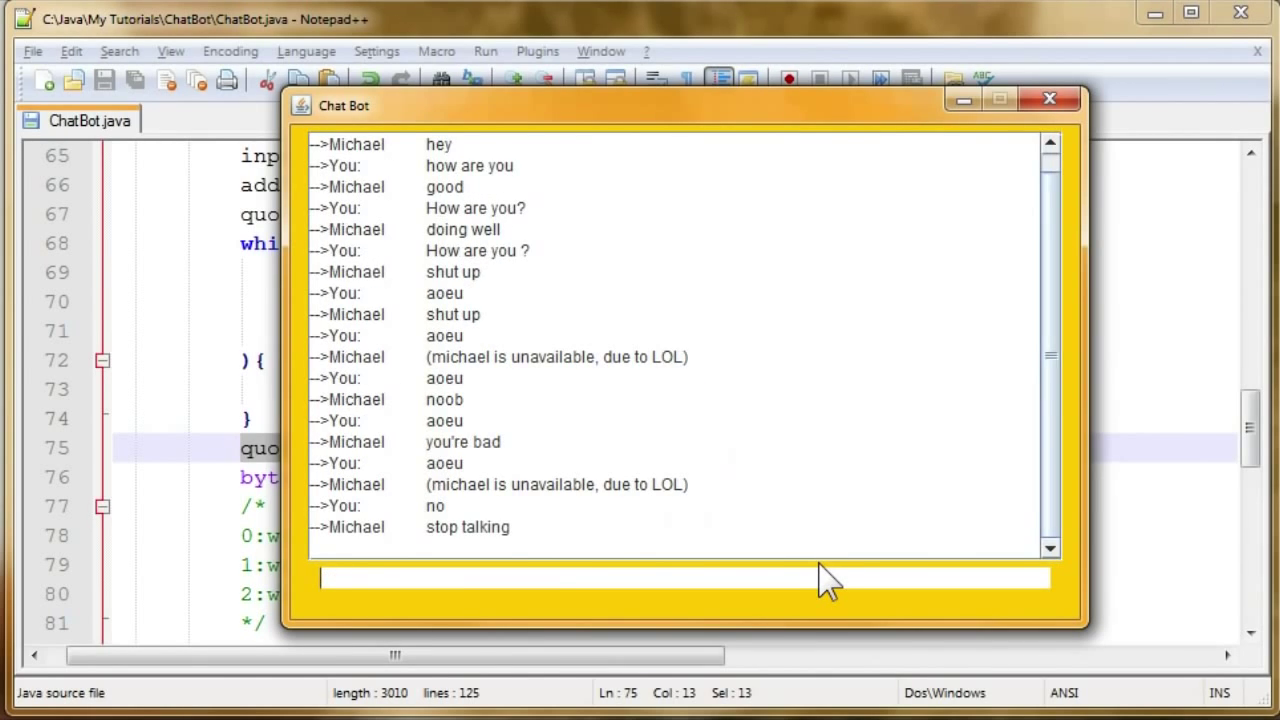 C:\Java\My Tutorials\ChatBot\ChatBot.java - Notepad++
File Edit Search View Encoding Language Settings Macro Run Plugins Window ? X
ChatBot.java
Chat Bot
65 inp
66 add
67 quo
68 whi
69
70
71
72 ){
73
74 }
75 quo
76 byt
77 /*
78 0:w
79 1:w
80 2:w
81 */
-->Michael hey
-->You: how are you
-->Michael good
-->You: How are you?
-->Michael doing well
-->You: How are you ?
-->Michael shut up
-->You: aoeu
-->Michael shut up
-->You: aoeu
-->Michael (michael is unavailable, due to LOL)
-->You: aoeu
-->Michael noob
-->You: aoeu
-->Michael you're bad
-->You: aoeu
-->Michael (michael is unavailable, due to LOL)
-->You: no
-->Michael stop talking
Java source file length : 3010 lines : 125 Ln : 75 Col : 13 Sel : 13 Dos\Windows ANSI INS